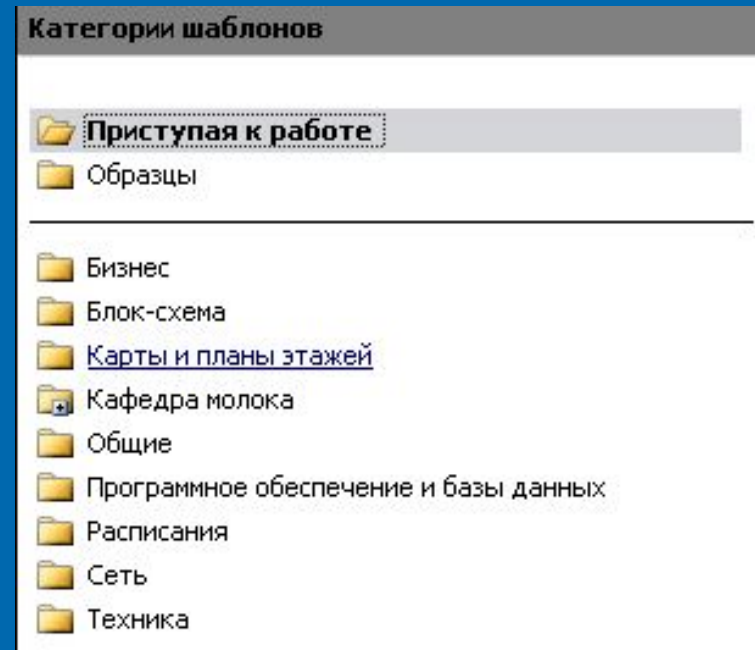 Категории шаблонов
Приступая к работе
Образцы
Бизнес
Блок-схема
Карты и планы этажей
Кафедра молока
Общие
Программное обеспечение и базы данных
Расписания
Сеть
Техника